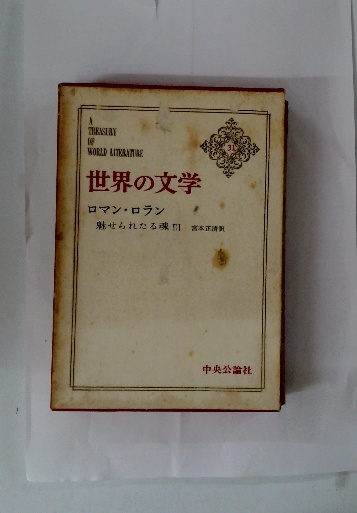 A
TREASURY
OF
WORLD LITERATURE
31
世界の文学
ロマン・ロラン
魅せられたる魂 III 宮本正清訳
中央公論社